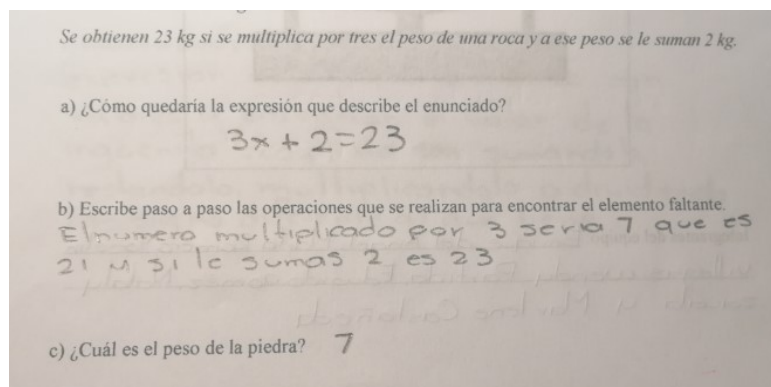 Se obtienen 23 kg si se multiplica por tres el peso de una roca y a ese peso se le suman 2 kg.
a) ¿Cómo quedaría la expresión que describe el enunciado?
3x + 2 = 23
b) Escribe paso a paso las operaciones que se realizan para encontrar el elemento faltante.
El numero multiplicado por 3 seria 7 que es
21 y si le sumas 2 es 23
c) ¿Cuál es el peso de la piedra? 7